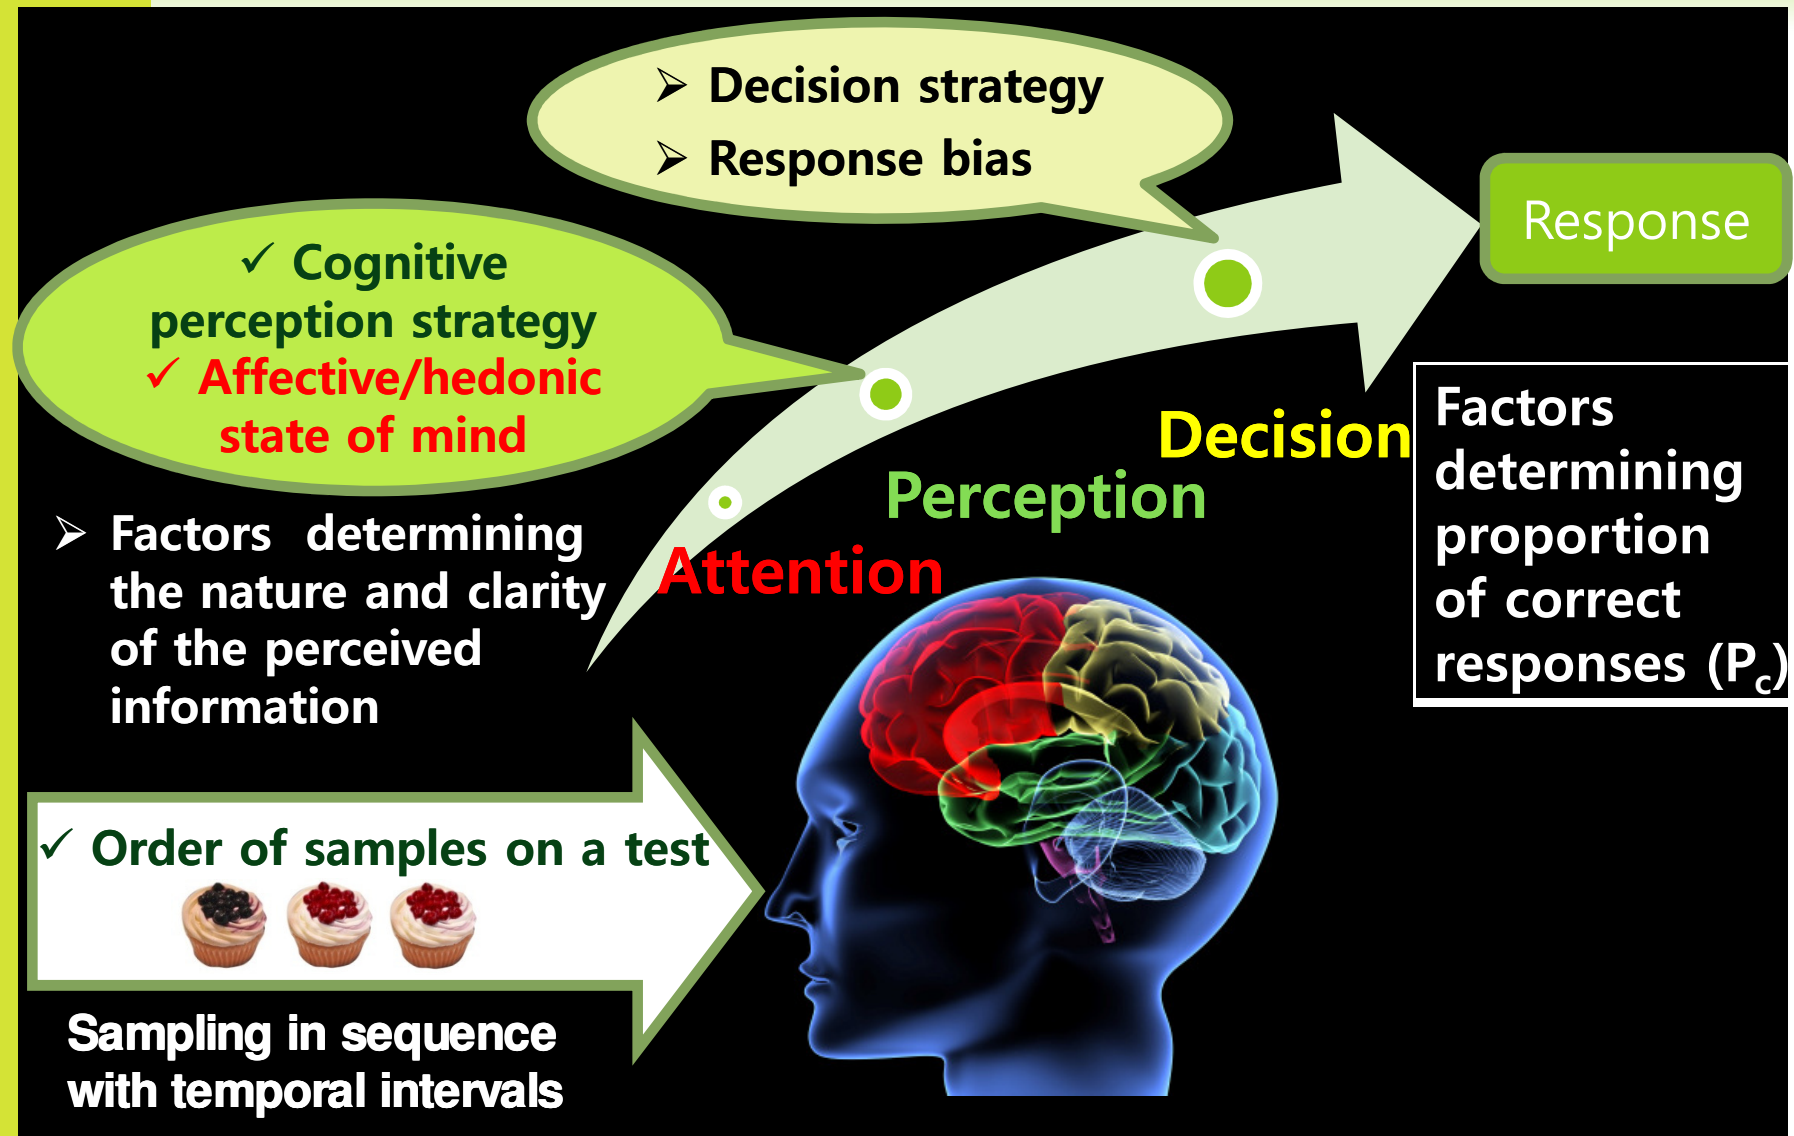 ➢ Decision strategy
➢ Response bias
Response
✓ Cognitive
perception strategy
✓ Affective/hedonic
state of mind
Decision
Perception
Attention
Factors
determining
proportion
of correct
responses (Pc)
➢ Factors determining
the nature and clarity
of the perceived
information
✓ Order of samples on a test
Sampling in sequence
with temporal intervals